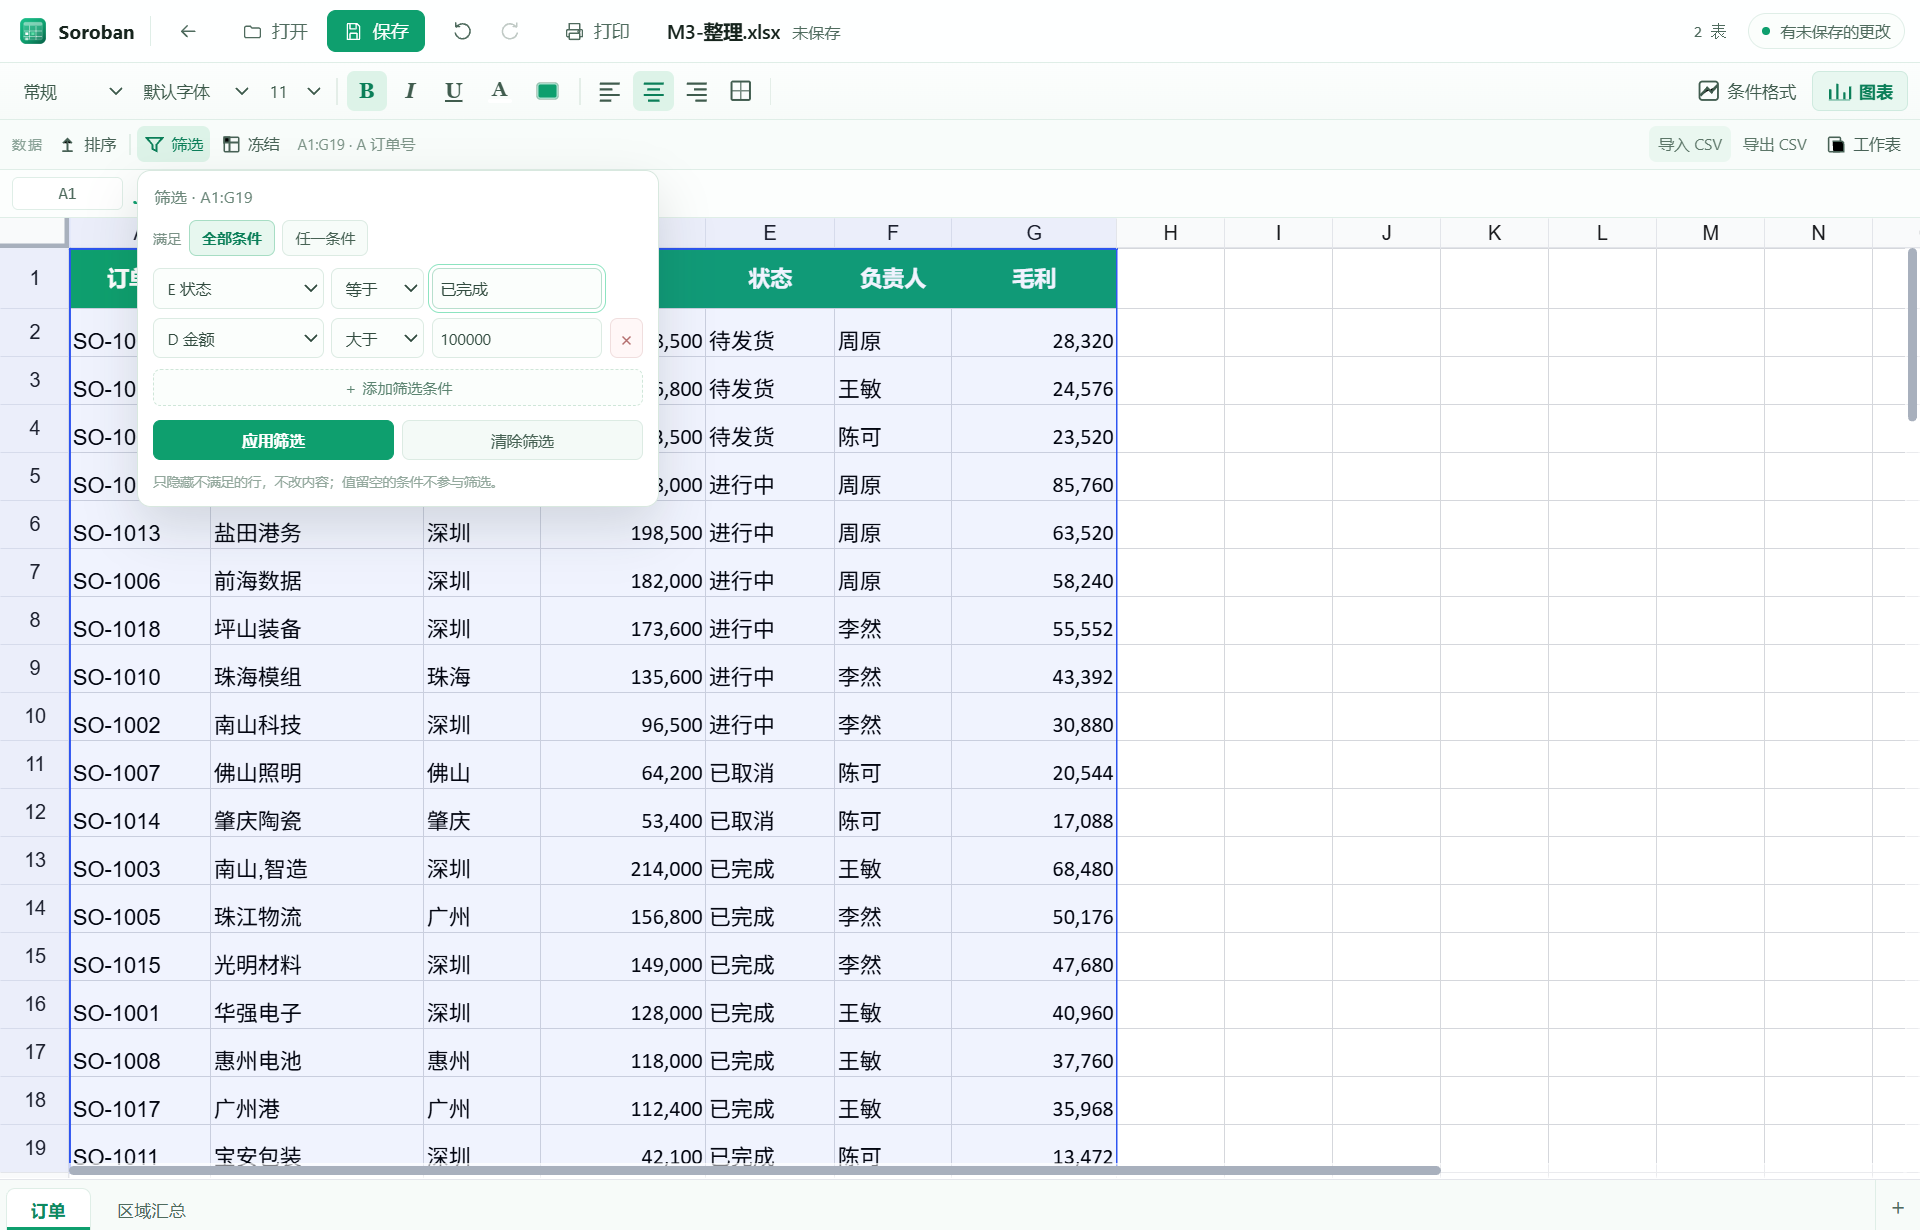 Soroban
打开
保存
打印
M3-整理.xlsx 未保存
2 表
有未保存的更改
常规
默认字体
11
B I U A
条件格式
图表
数据
排序
筛选
冻结
A1:G19 · A 订单号
导入 CSV
导出 CSV
工作表
A1
筛选 · A1:G19
满足 全部条件 任一条件
E 状态 等于 已完成
D 金额 大于 100000 ×
+ 添加筛选条件
应用筛选 清除筛选
只隐藏不满足的行，不改内容；值留空的条件不参与筛选。
E F G H I J K L M N
1 状态 负责人 毛利
2 SO-10 待发货 周原 28,320
3 SO-10 待发货 王敏 24,576
4 SO-10 待发货 陈可 23,520
5 SO-10 进行中 周原 85,760
6 SO-1013 盐田港务 深圳 198,500 进行中 周原 63,520
7 SO-1006 前海数据 深圳 182,000 进行中 周原 58,240
8 SO-1018 坪山装备 深圳 173,600 进行中 李然 55,552
9 SO-1010 珠海模组 珠海 135,600 进行中 李然 43,392
10 SO-1002 南山科技 深圳 96,500 进行中 李然 30,880
11 SO-1007 佛山照明 佛山 64,200 已取消 陈可 20,544
12 SO-1014 肇庆陶瓷 肇庆 53,400 已取消 陈可 17,088
13 SO-1003 南山,智造 深圳 214,000 已完成 王敏 68,480
14 SO-1005 珠江物流 广州 156,800 已完成 李然 50,176
15 SO-1015 光明材料 深圳 149,000 已完成 李然 47,680
16 SO-1001 华强电子 深圳 128,000 已完成 王敏 40,960
17 SO-1008 惠州电池 惠州 118,000 已完成 王敏 37,760
18 SO-1017 广州港 广州 112,400 已完成 王敏 35,968
19 SO-1011 宝安包装 深圳 42,100 已完成 陈可 13,472
订单
区域汇总
+